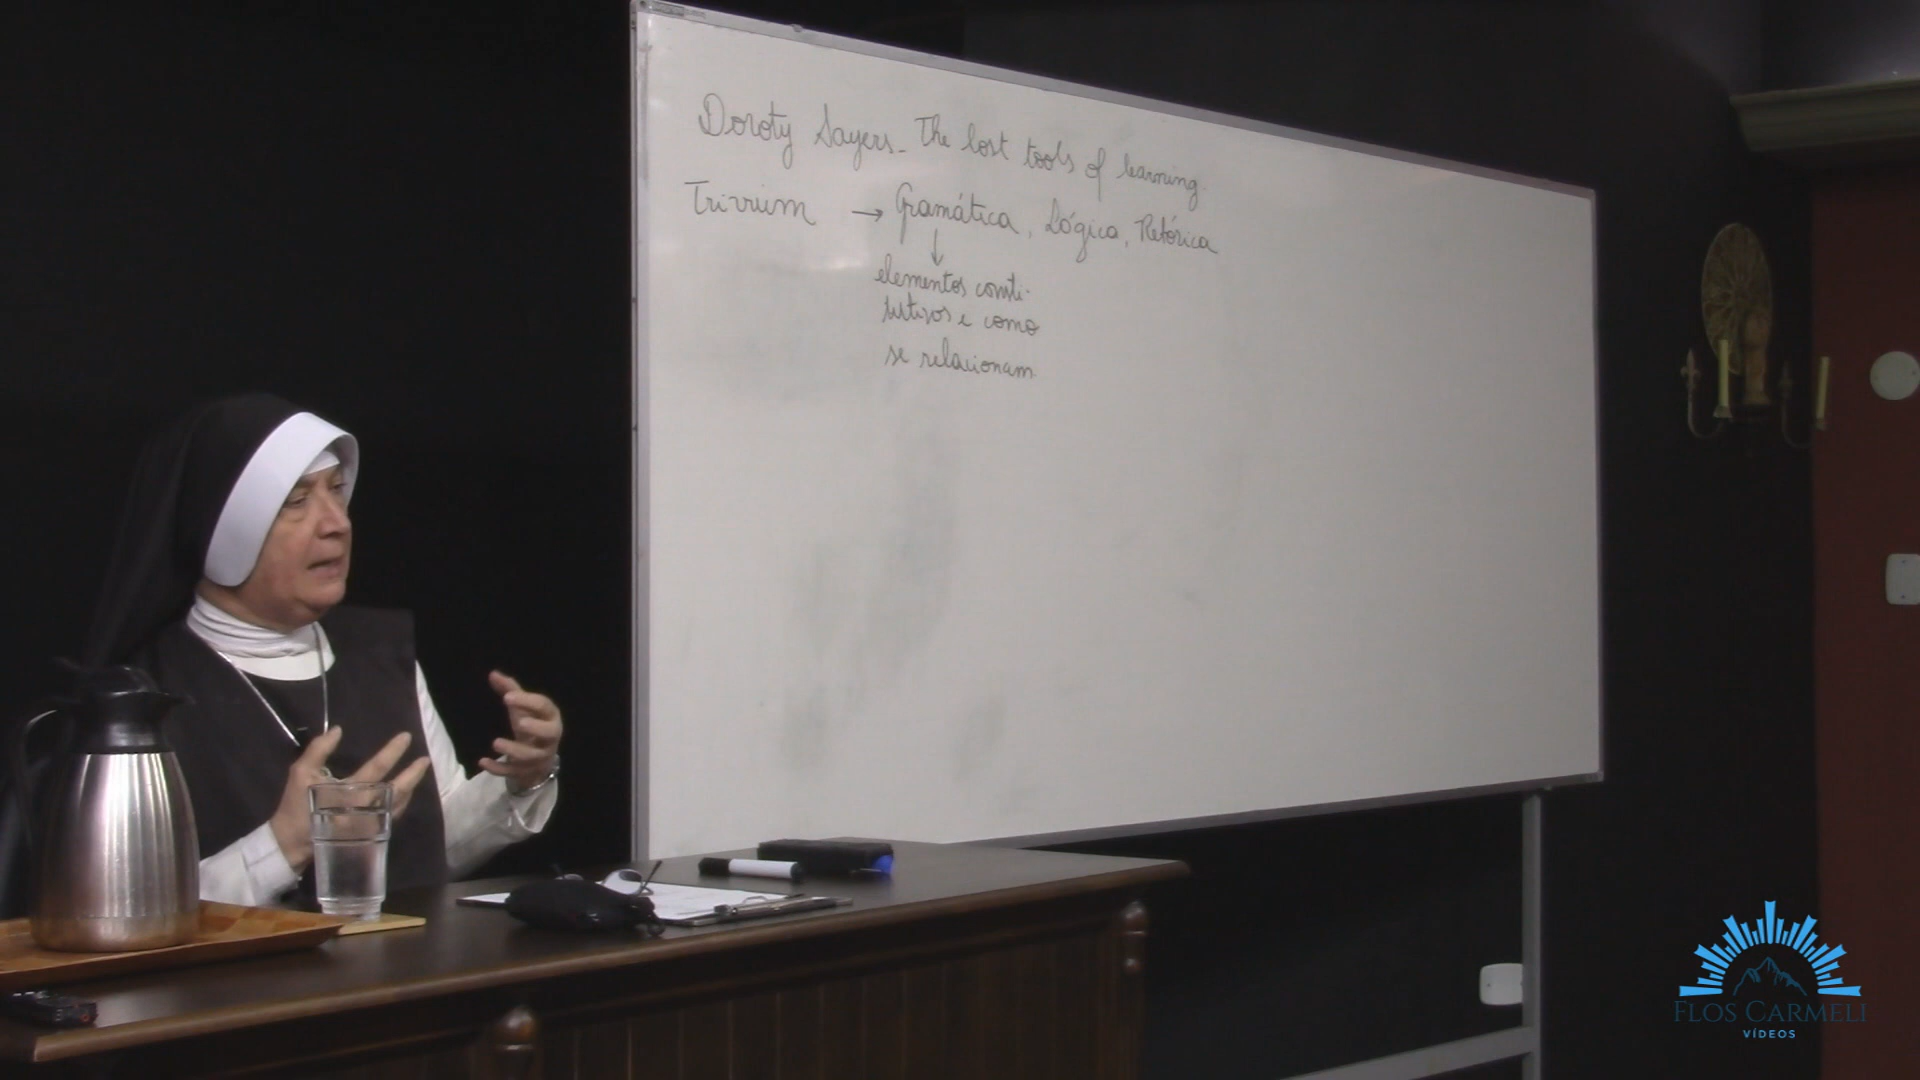 Doroty Sayers - The lost tools of learning.
Trivium → Gramática, Lógica, Retórica
↓
elementos consti-
tutivos e como
se relacionam
FLOS CARMELI
VÍDEOS